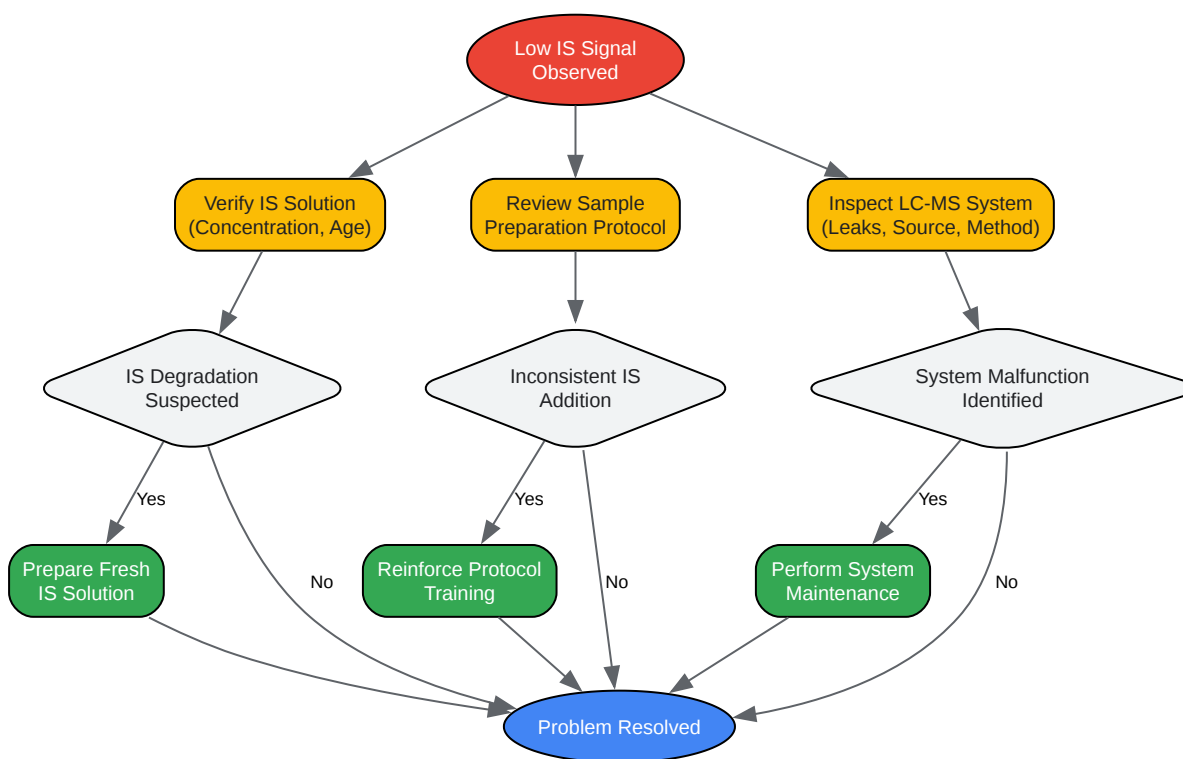 Low IS Signal
Observed
Verify IS Solution
(Concentration, Age)
Review Sample
Preparation Protocol
Inspect LC-MS System
(Leaks, Source, Method)
IS Degradation
Suspected
Inconsistent IS
Addition
System Malfunction
Identified
Yes
Yes
Yes
Prepare Fresh
IS Solution
No
Reinforce Protocol
Training
No
Perform System
Maintenance
No
Problem Resolved